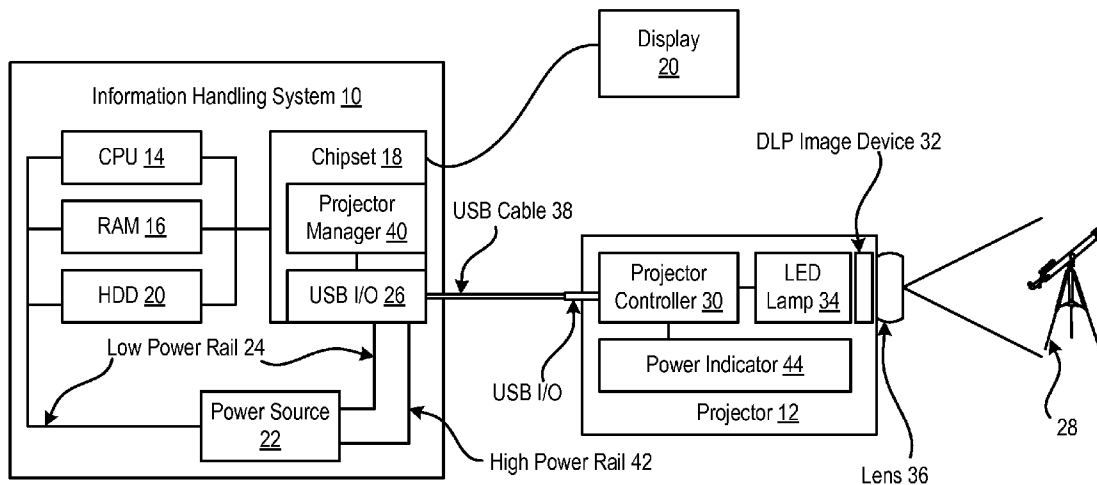 Display
20
Information Handling System 10
CPU 14
RAM 16
HDD 20
Chipset 18
Projector
Manager 40
USB I/O 26
Low Power Rail 24
Power Source
22
High Power Rail 42
USB Cable 38
USB I/O
DLP Image Device 32
Projector
Controller 30
LED
Lamp 34
Power Indicator 44
Projector 12
Lens 36
28